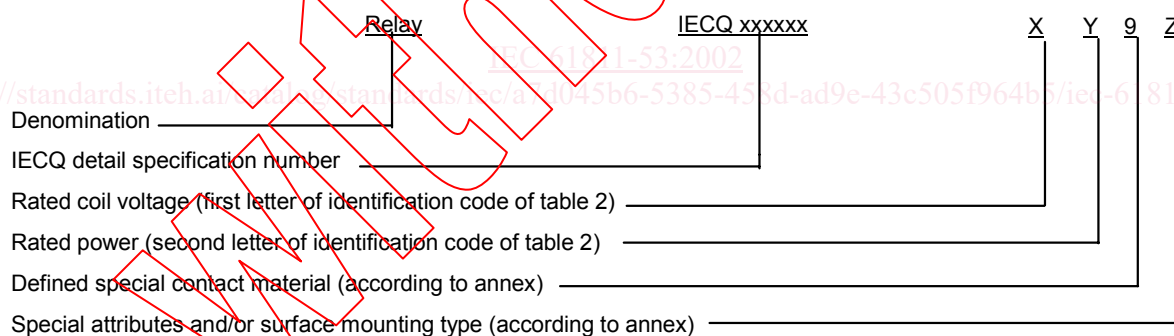 Relay IECQ xxxxxx X Y 9 Z
IEC 61811-53:2002
//standards.iteh.ai/catalog/standards/iec/a7d045b6-5385-458d-ad9e-43c505f964b5/iec-6181
Denomination
IECQ detail specification number
Rated coil voltage (first letter of identification code of table 2)
Rated power (second letter of identification code of table 2)
Defined special contact material (according to annex)
Special attributes and/or surface mounting type (according to annex)